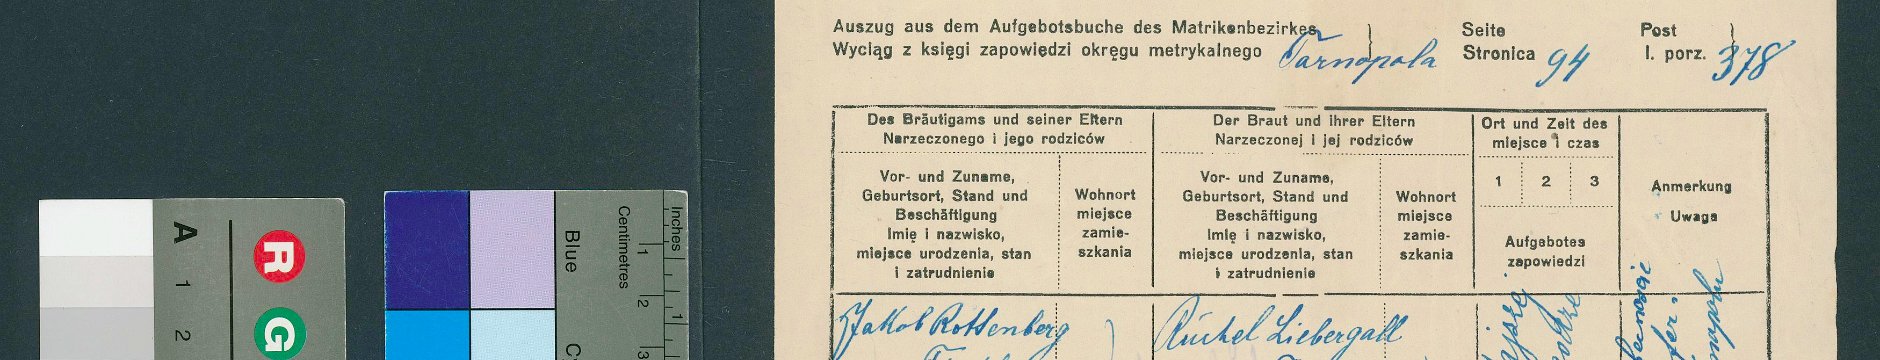 Auszug aus dem Aufgebotsbuche des Matrikenbezirkes Seite Post
Wyciąg z księgi zapowiedzi okręgu metrykalnego Tarnopola Stronica 94 l. porz. 378
Des Bräutigams und seiner Eltern
Narzeczonego i jego rodziców
Der Braut und ihrer Eltern
Narzeczonej i jej rodziców
Ort und Zeit des
miejsce i czas
Vor- und Zuname,
Geburtsort, Stand und
Beschäftigung
Imię i nazwisko,
miejsce urodzenia, stan
i zatrudnienie
Wohnort
miejsce
zamie-
szkania
Vor- und Zuname,
Geburtsort, Stand und
Beschäftigung
Imię i nazwisko,
miejsce urodzenia, stan
i zatrudnienie
Wohnort
miejsce
zamie-
szkania
1 2 3
Aufgebotes
zapowiedzi
Anmerkung
Uwaga
Jakob Rottenberg
Ruchel Liebergall
A 1 2
R
G
Blue
Centimetres
1 2 3
Inches
1